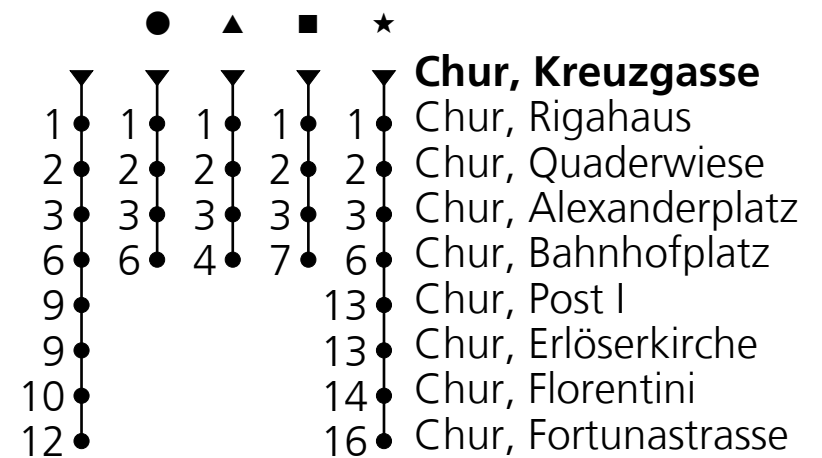 ● ▲ ■ ★
Chur, Kreuzgasse
1 1 1 1 1 Chur, Rigahaus
2 2 2 2 2 Chur, Quaderwiese
3 3 3 3 3 Chur, Alexanderplatz
6 6 4 7 6 Chur, Bahnhofplatz
9 13 Chur, Post I
9 13 Chur, Erlöserkirche
10 14 Chur, Florentini
12 16 Chur, Fortunastrasse